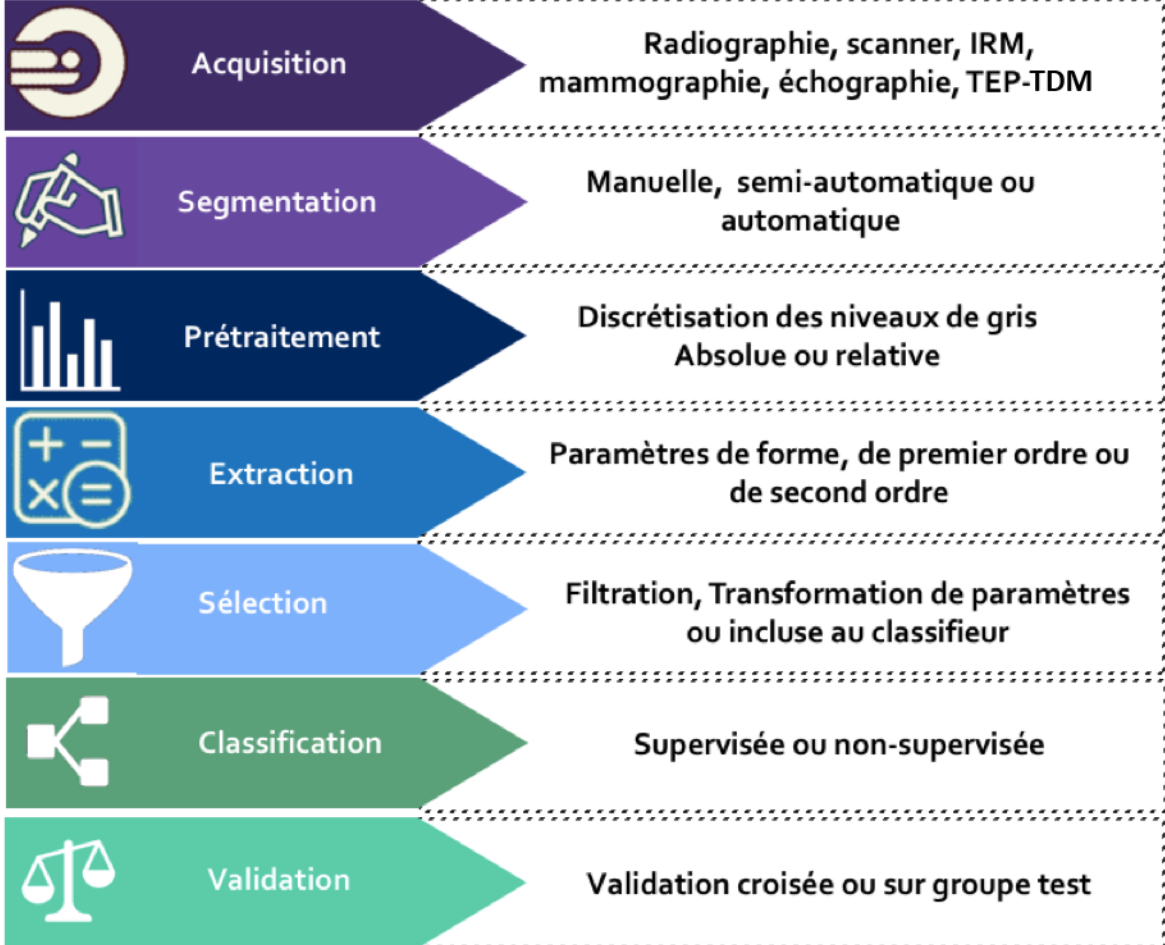 Acquisition
Radiographie, scanner, IRM,
mammographie, échographie, TEP-TDM
Segmentation
Manuelle, semi-automatique ou
automatique
Prétraitement
Discrétisation des niveaux de gris
Absolue ou relative
Extraction
Paramètres de forme, de premier ordre ou
de second ordre
Sélection
Filtration, Transformation de paramètres
ou incluse au classifieur
Classification
Supervisée ou non-supervisée
Validation
Validation croisée ou sur groupe test